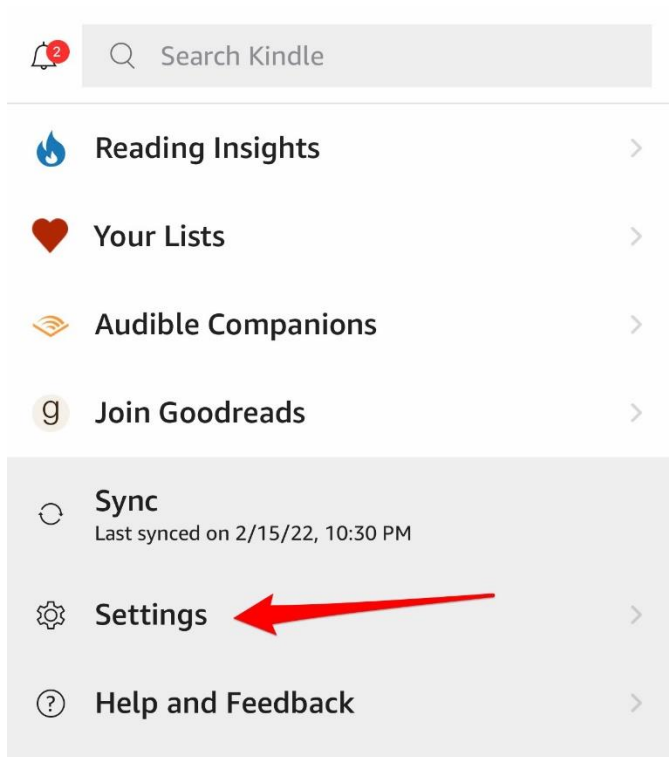 2
Search Kindle
Reading Insights
Your Lists
Audible Companions
g
Join Goodreads
Sync
Last synced on 2/15/22, 10:30 PM
Settings
?
Help and Feedback